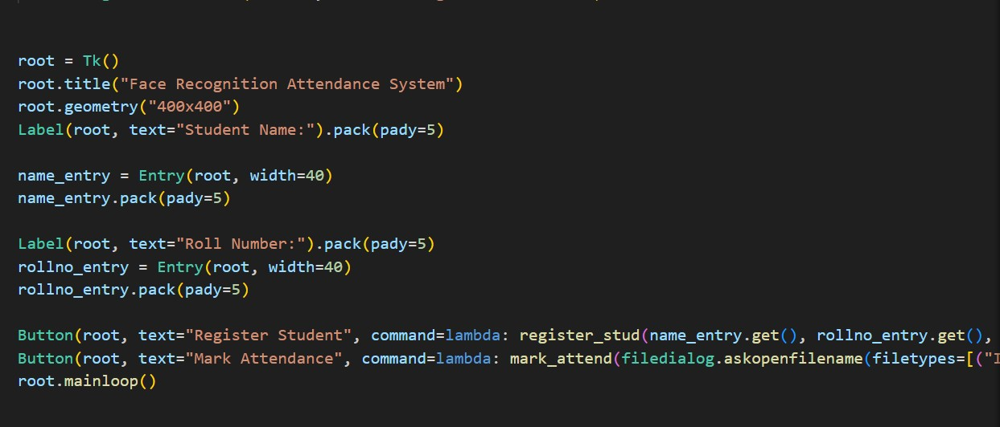 root = Tk()
root.title("Face Recognition Attendance System")
root.geometry("400x400")
Label(root, text="Student Name:").pack(pady=5)
name_entry = Entry(root, width=40)
name_entry.pack(pady=5)
Label(root, text="Roll Number:").pack(pady=5)
rollno_entry = Entry(root, width=40)
rollno_entry.pack(pady=5)
Button(root, text="Register Student", command=lambda: register_stud(name_entry.get(), rollno_entry.get(),
Button(root, text="Mark Attendance", command=lambda: mark_attend(filedialog.askopenfilename(filetypes=[("I
root.mainloop()